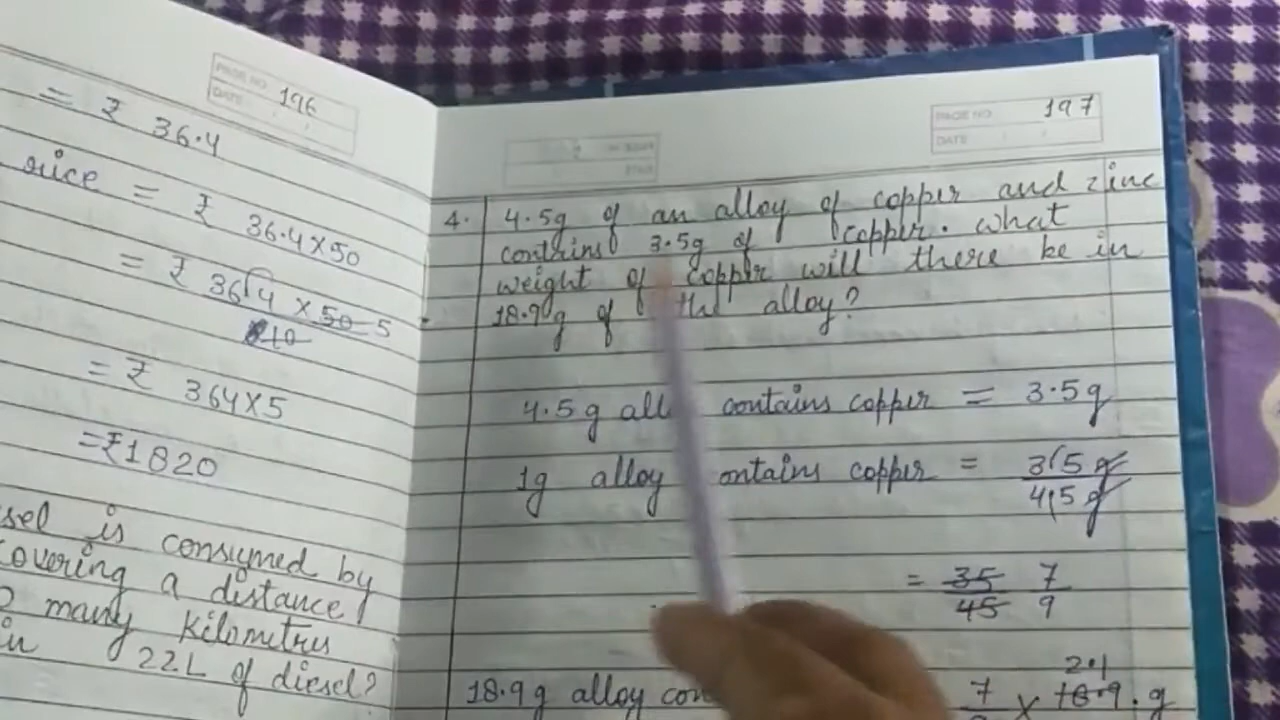 PAGE NO. 196
DATE
= ₹ 36.4
rice = ₹ 36.4×50
= ₹ 36 4 × 50 5
10
= ₹ 364×5
=₹1820
sel is consumed by
covering a distance
many kilometres
in 22L of diesel?
PAGE NO. 197
DATE
4. 4.5g of an alloy of copper and zinc
contains 3.5g of copper. what
weight of copper will there be in
18.90g of the alloy?
4.5g all contains copper = 3.5g
1g alloy ontains copper = 3.5 g
4.5 g
= 35 7
45 9
2.1
18.9g alloy con 7 × 18.9 g